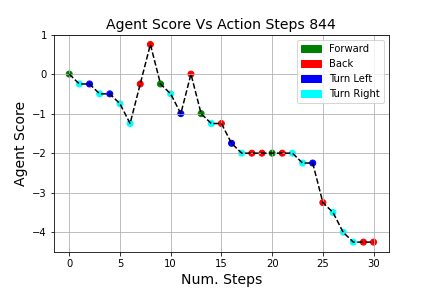 Agent Score Vs Action Steps 844
Forward
Back
Turn Left
Turn Right
Agent Score
1
0
−1
−2
−3
−4
0 5 10 15 20 25 30
Num. Steps